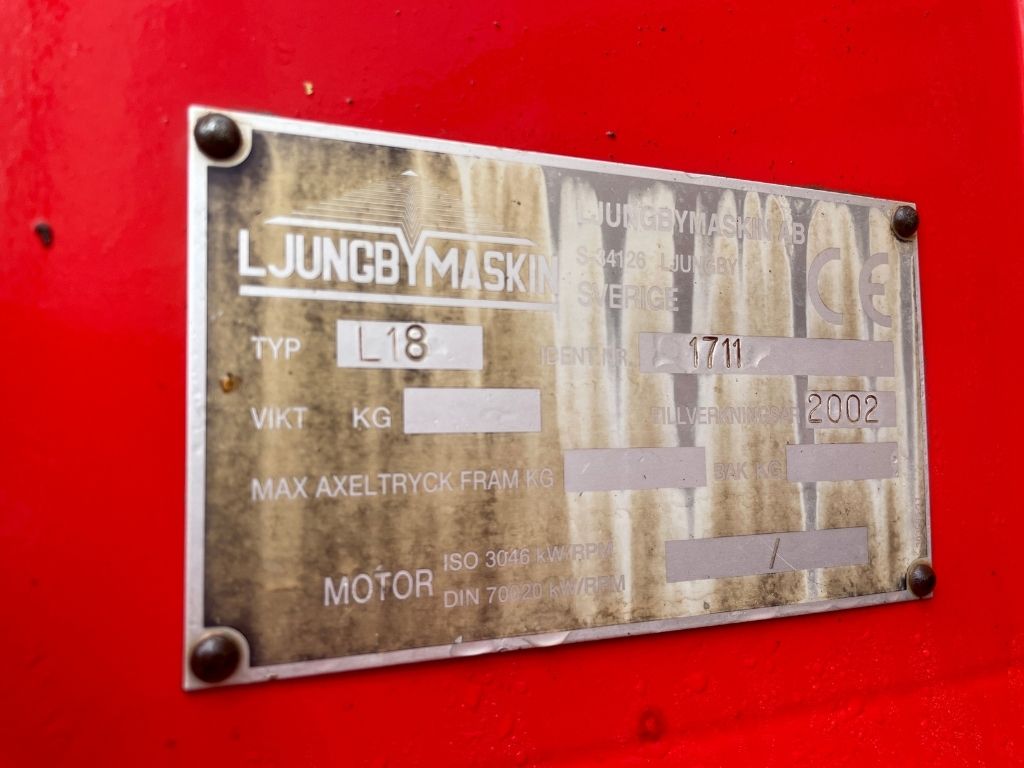 LJUNGBYMASKIN
LJUNGBYMASKIN AB
S-34126 LJUNGBY
SVERIGE
CE
TYP L18 IDENT NR. 1711
VIKT KG TILLVERKNINGSÅR 2002
MAX AXELTRYCK FRAM KG BAK KG
MOTOR ISO 3046 kW/RPM /
DIN 70020 kW/RPM